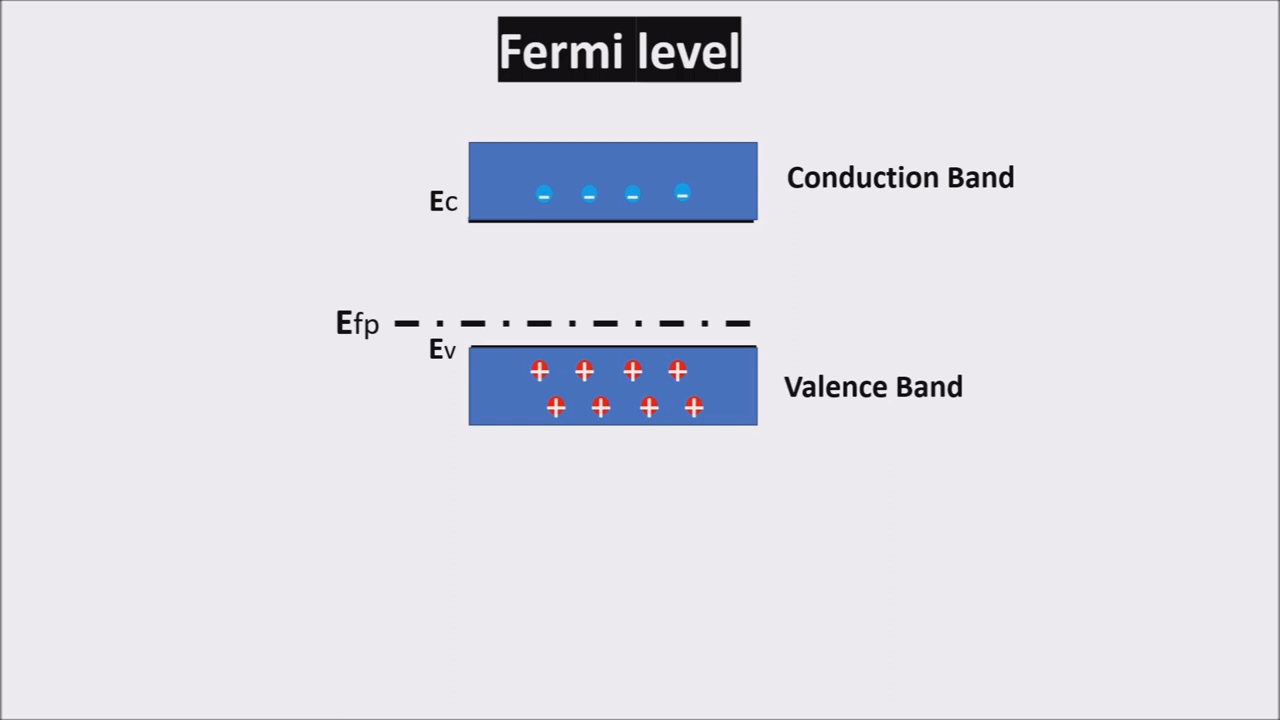 Fermi level
Conduction Band
Ec
Efp
Ev
Valence Band